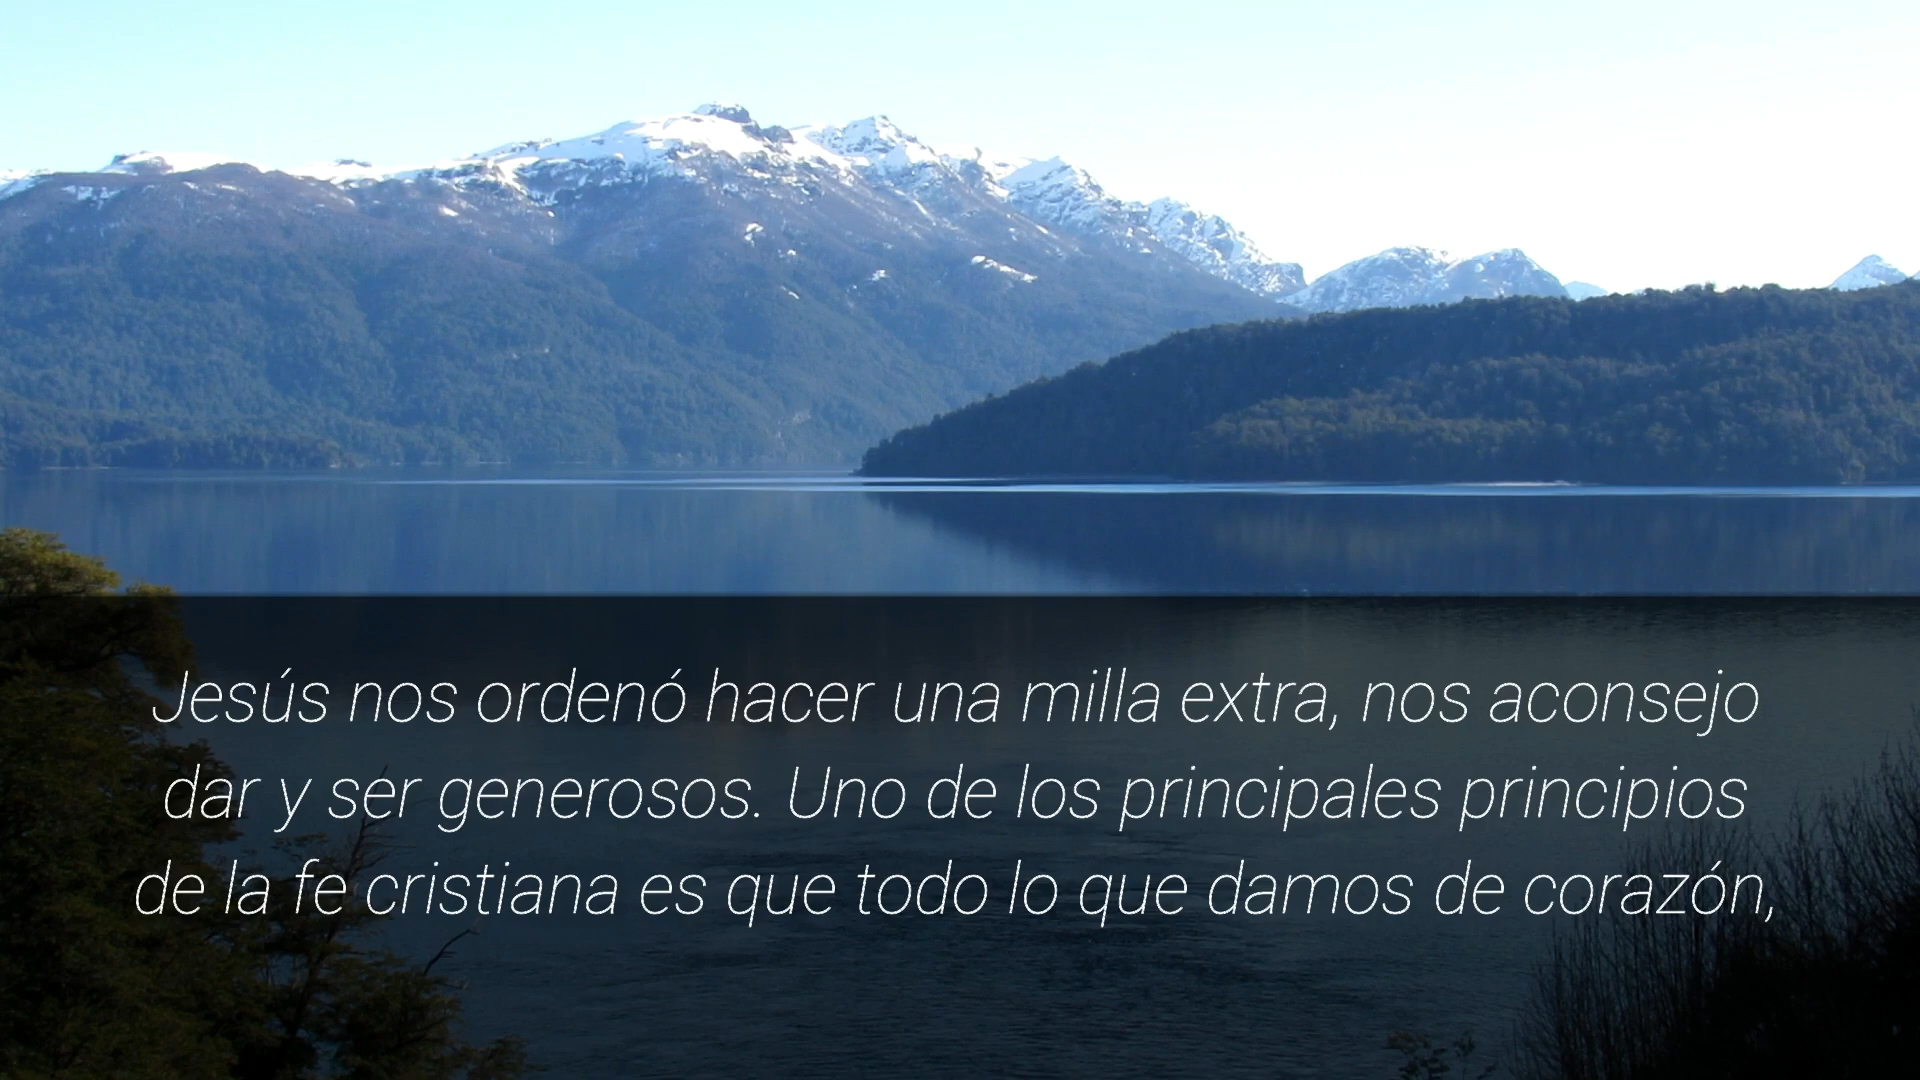 Jesús nos ordenó hacer una milla extra, nos aconsejo
dar y ser generosos. Uno de los principales principios
de la fe cristiana es que todo lo que damos de corazón,